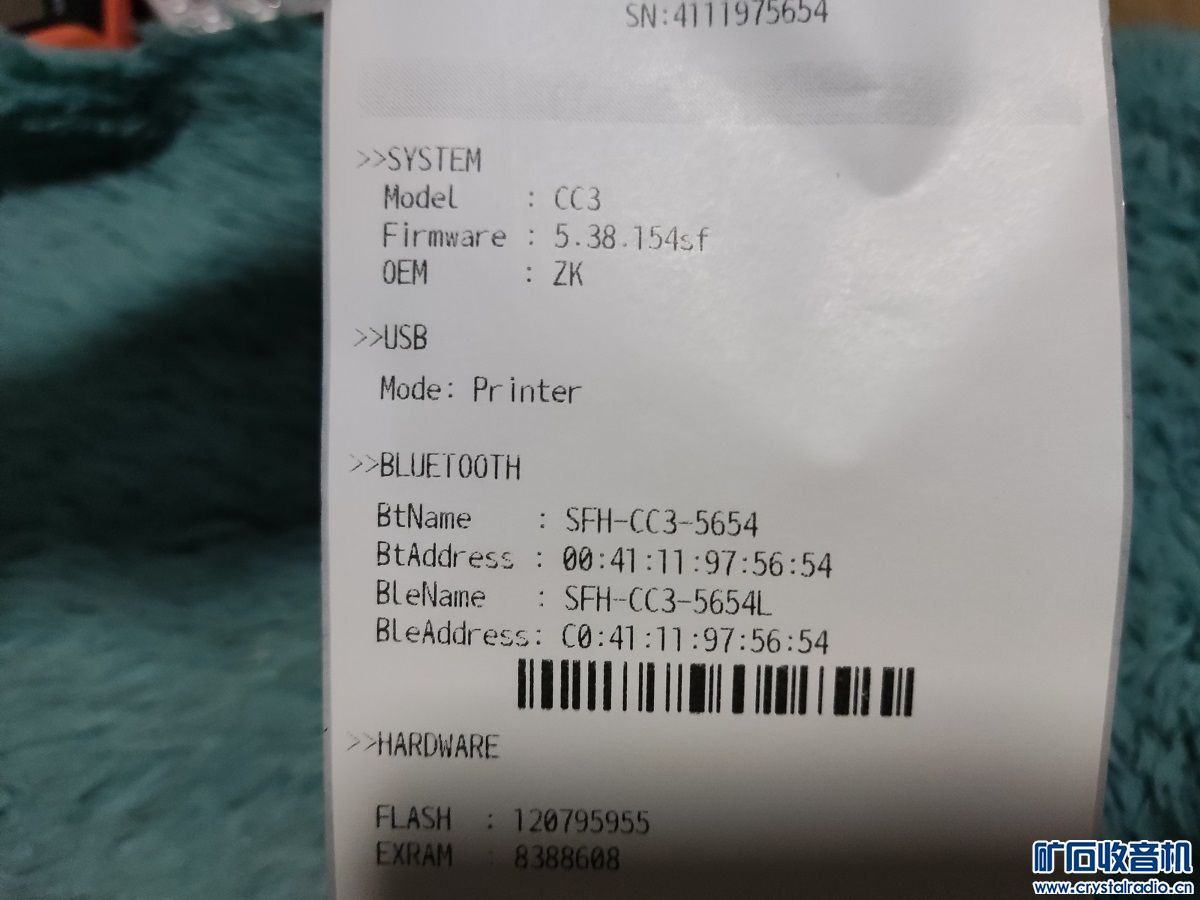 SN:4111975654
>>SYSTEM
Model : CC3
Firmware : 5.38.154sf
OEM : ZK
>>USB
Mode: Printer
>>BLUETOOTH
BtName : SFH-CC3-5654
BtAddress : 00:41:11:97:56:54
BleName : SFH-CC3-5654L
BleAddress: C0:41:11:97:56:54
>>HARDWARE
FLASH : 120795955
EXRAM : 8388608
矿石收音机
www.crystalradio.cn